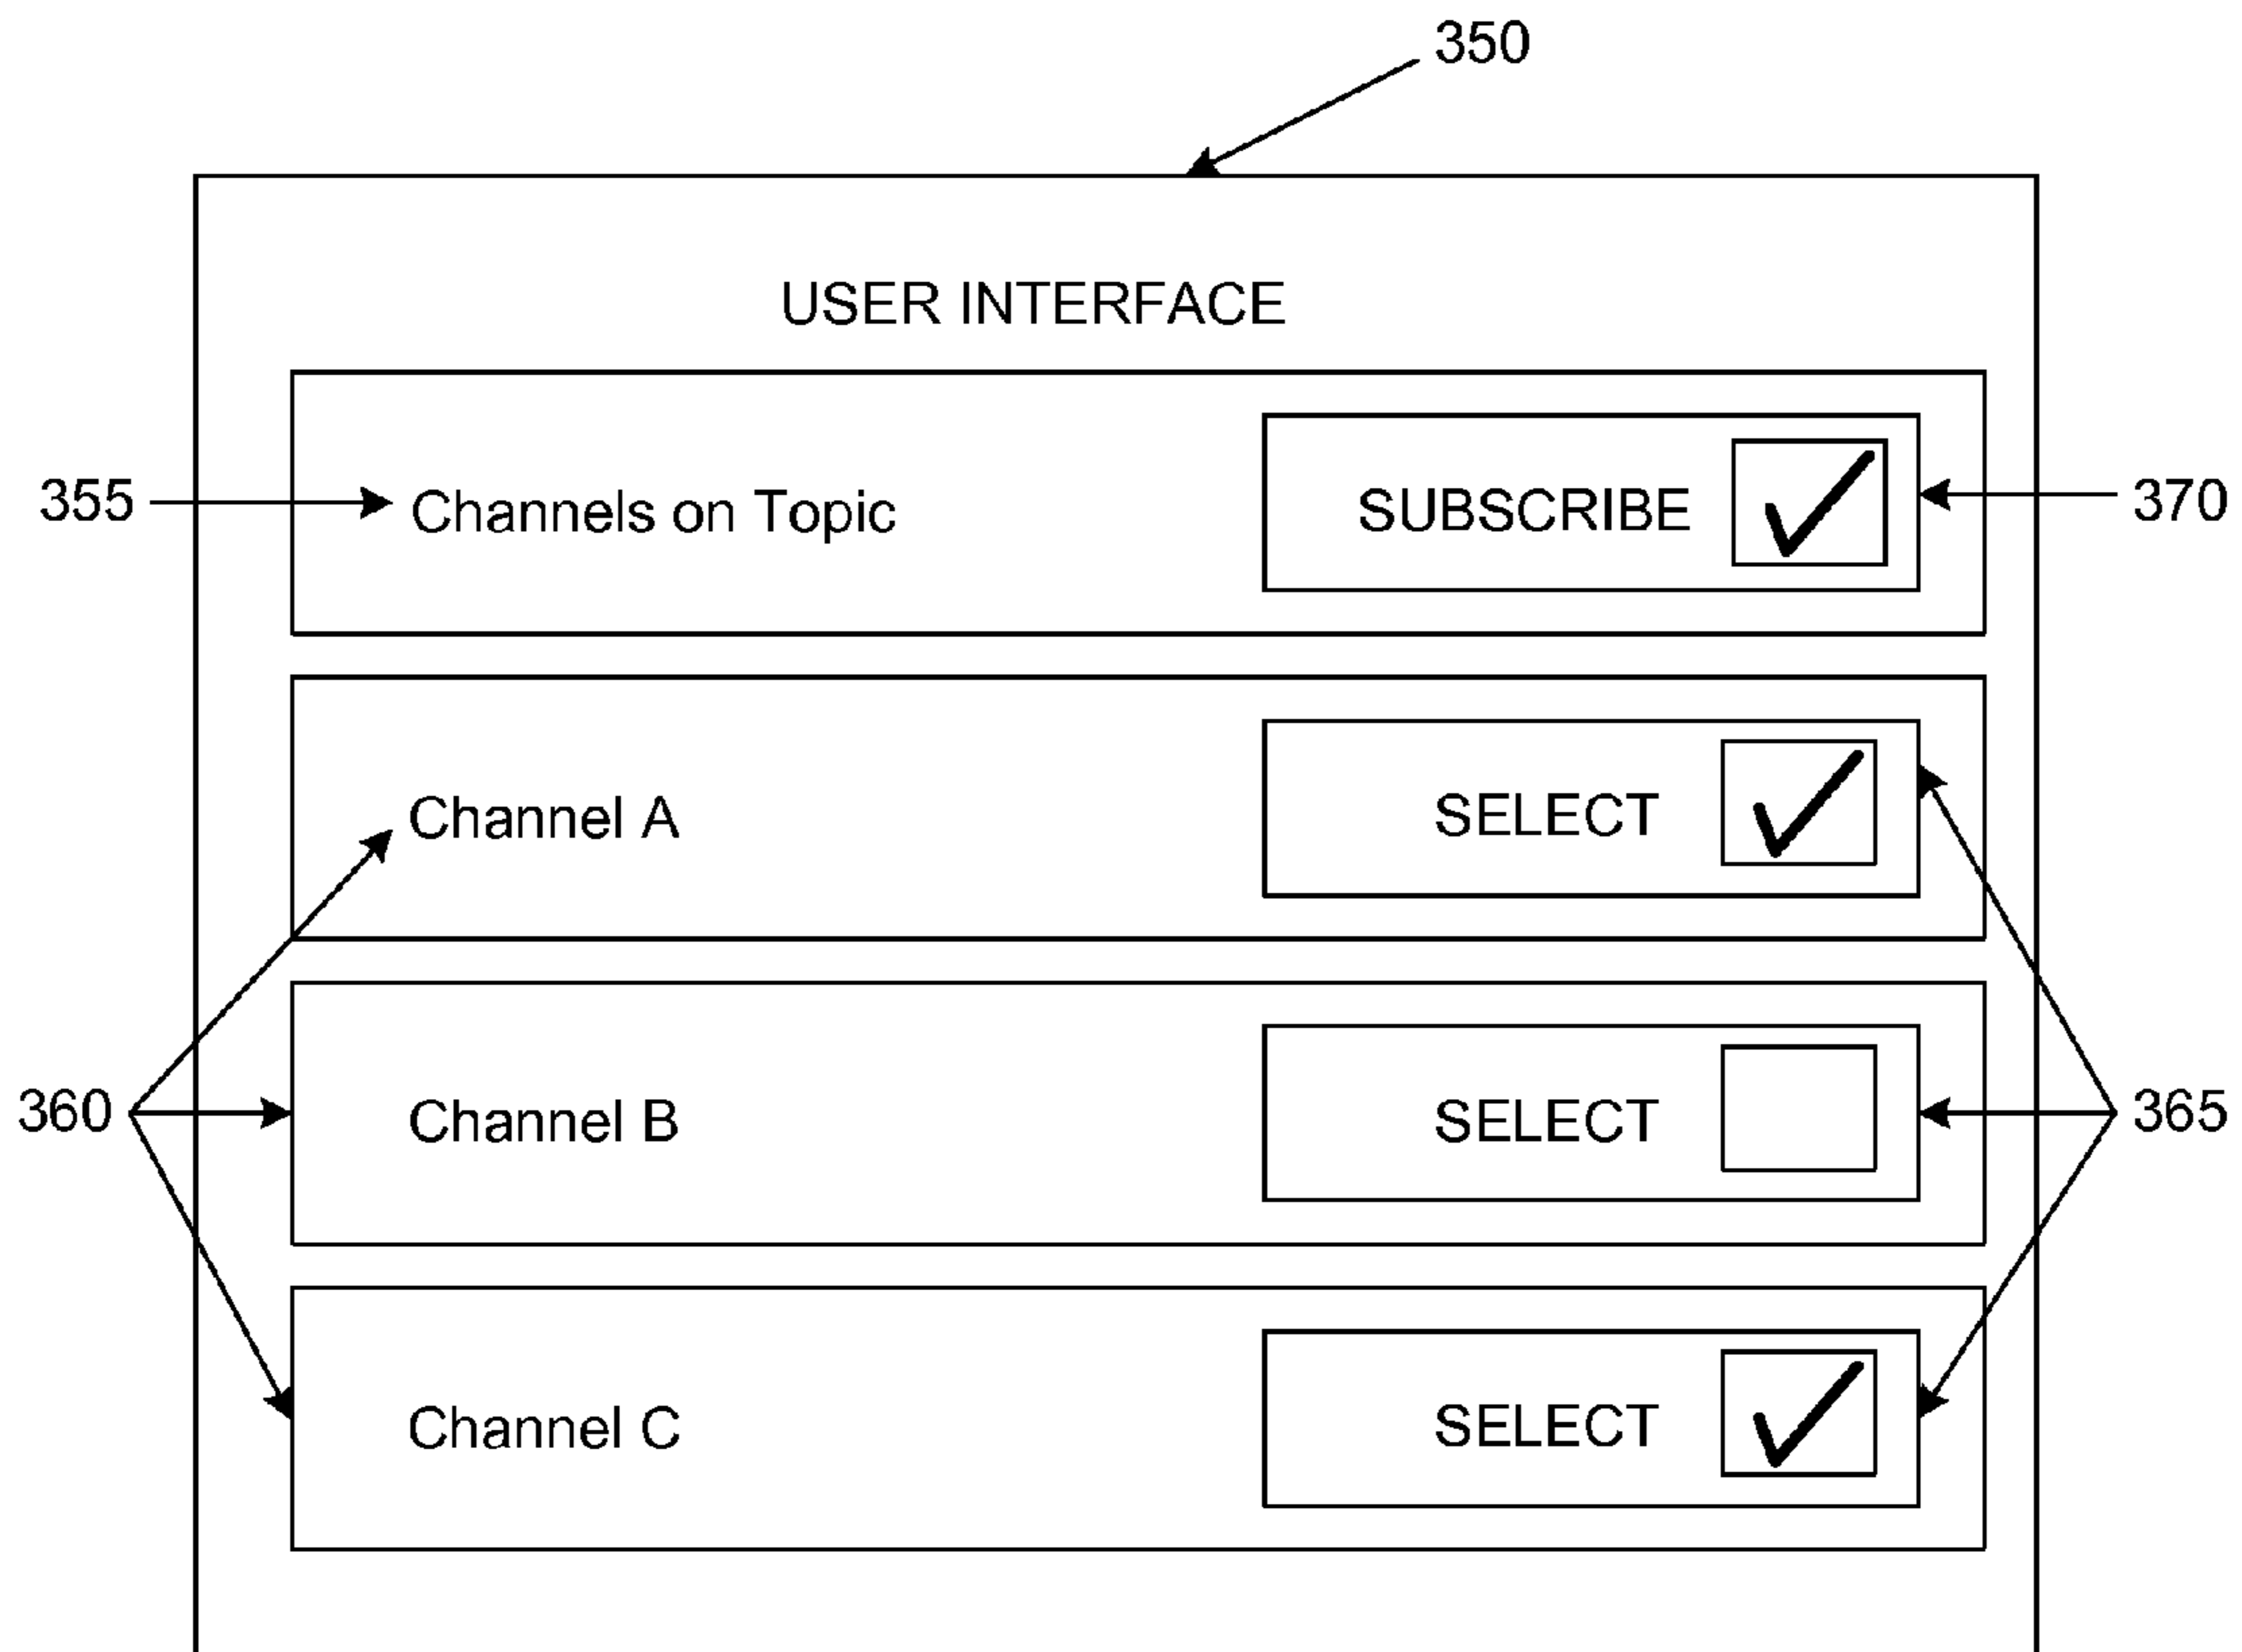 350
USER INTERFACE
355
Channels on Topic
SUBSCRIBE
370
Channel A
SELECT
360
Channel B
SELECT
365
Channel C
SELECT